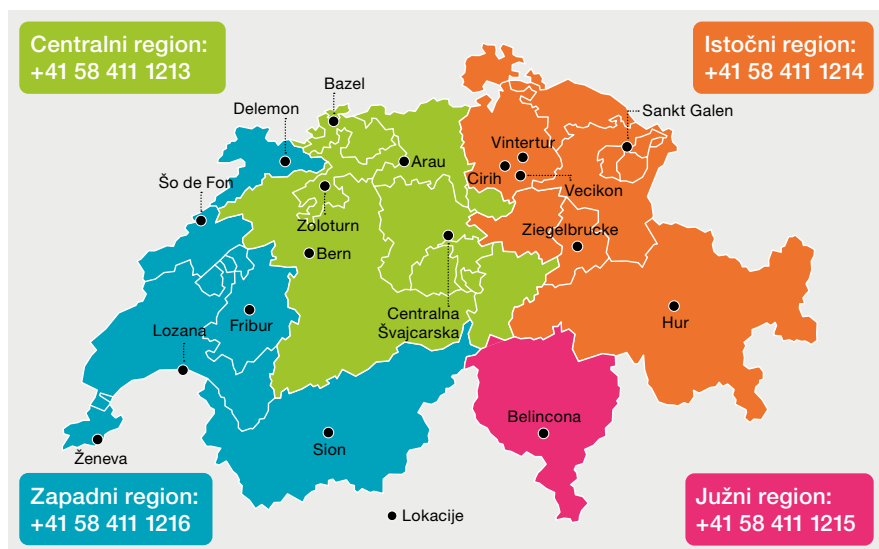 Centralni region:
+41 58 411 1213
Istočni region:
+41 58 411 1214
Bazel
Delemon
Sankt Galen
Vintertur
Arau
Cirih
Šo de Fon
Vecikon
Zoloturn
Ziegelbrucke
Bern
Centralna
Švajcarska
Hur
Fribur
Lozana
Belincona
Sion
Ženeva
Zapadni region:
+41 58 411 1216
Lokacije
Južni region:
+41 58 411 1215